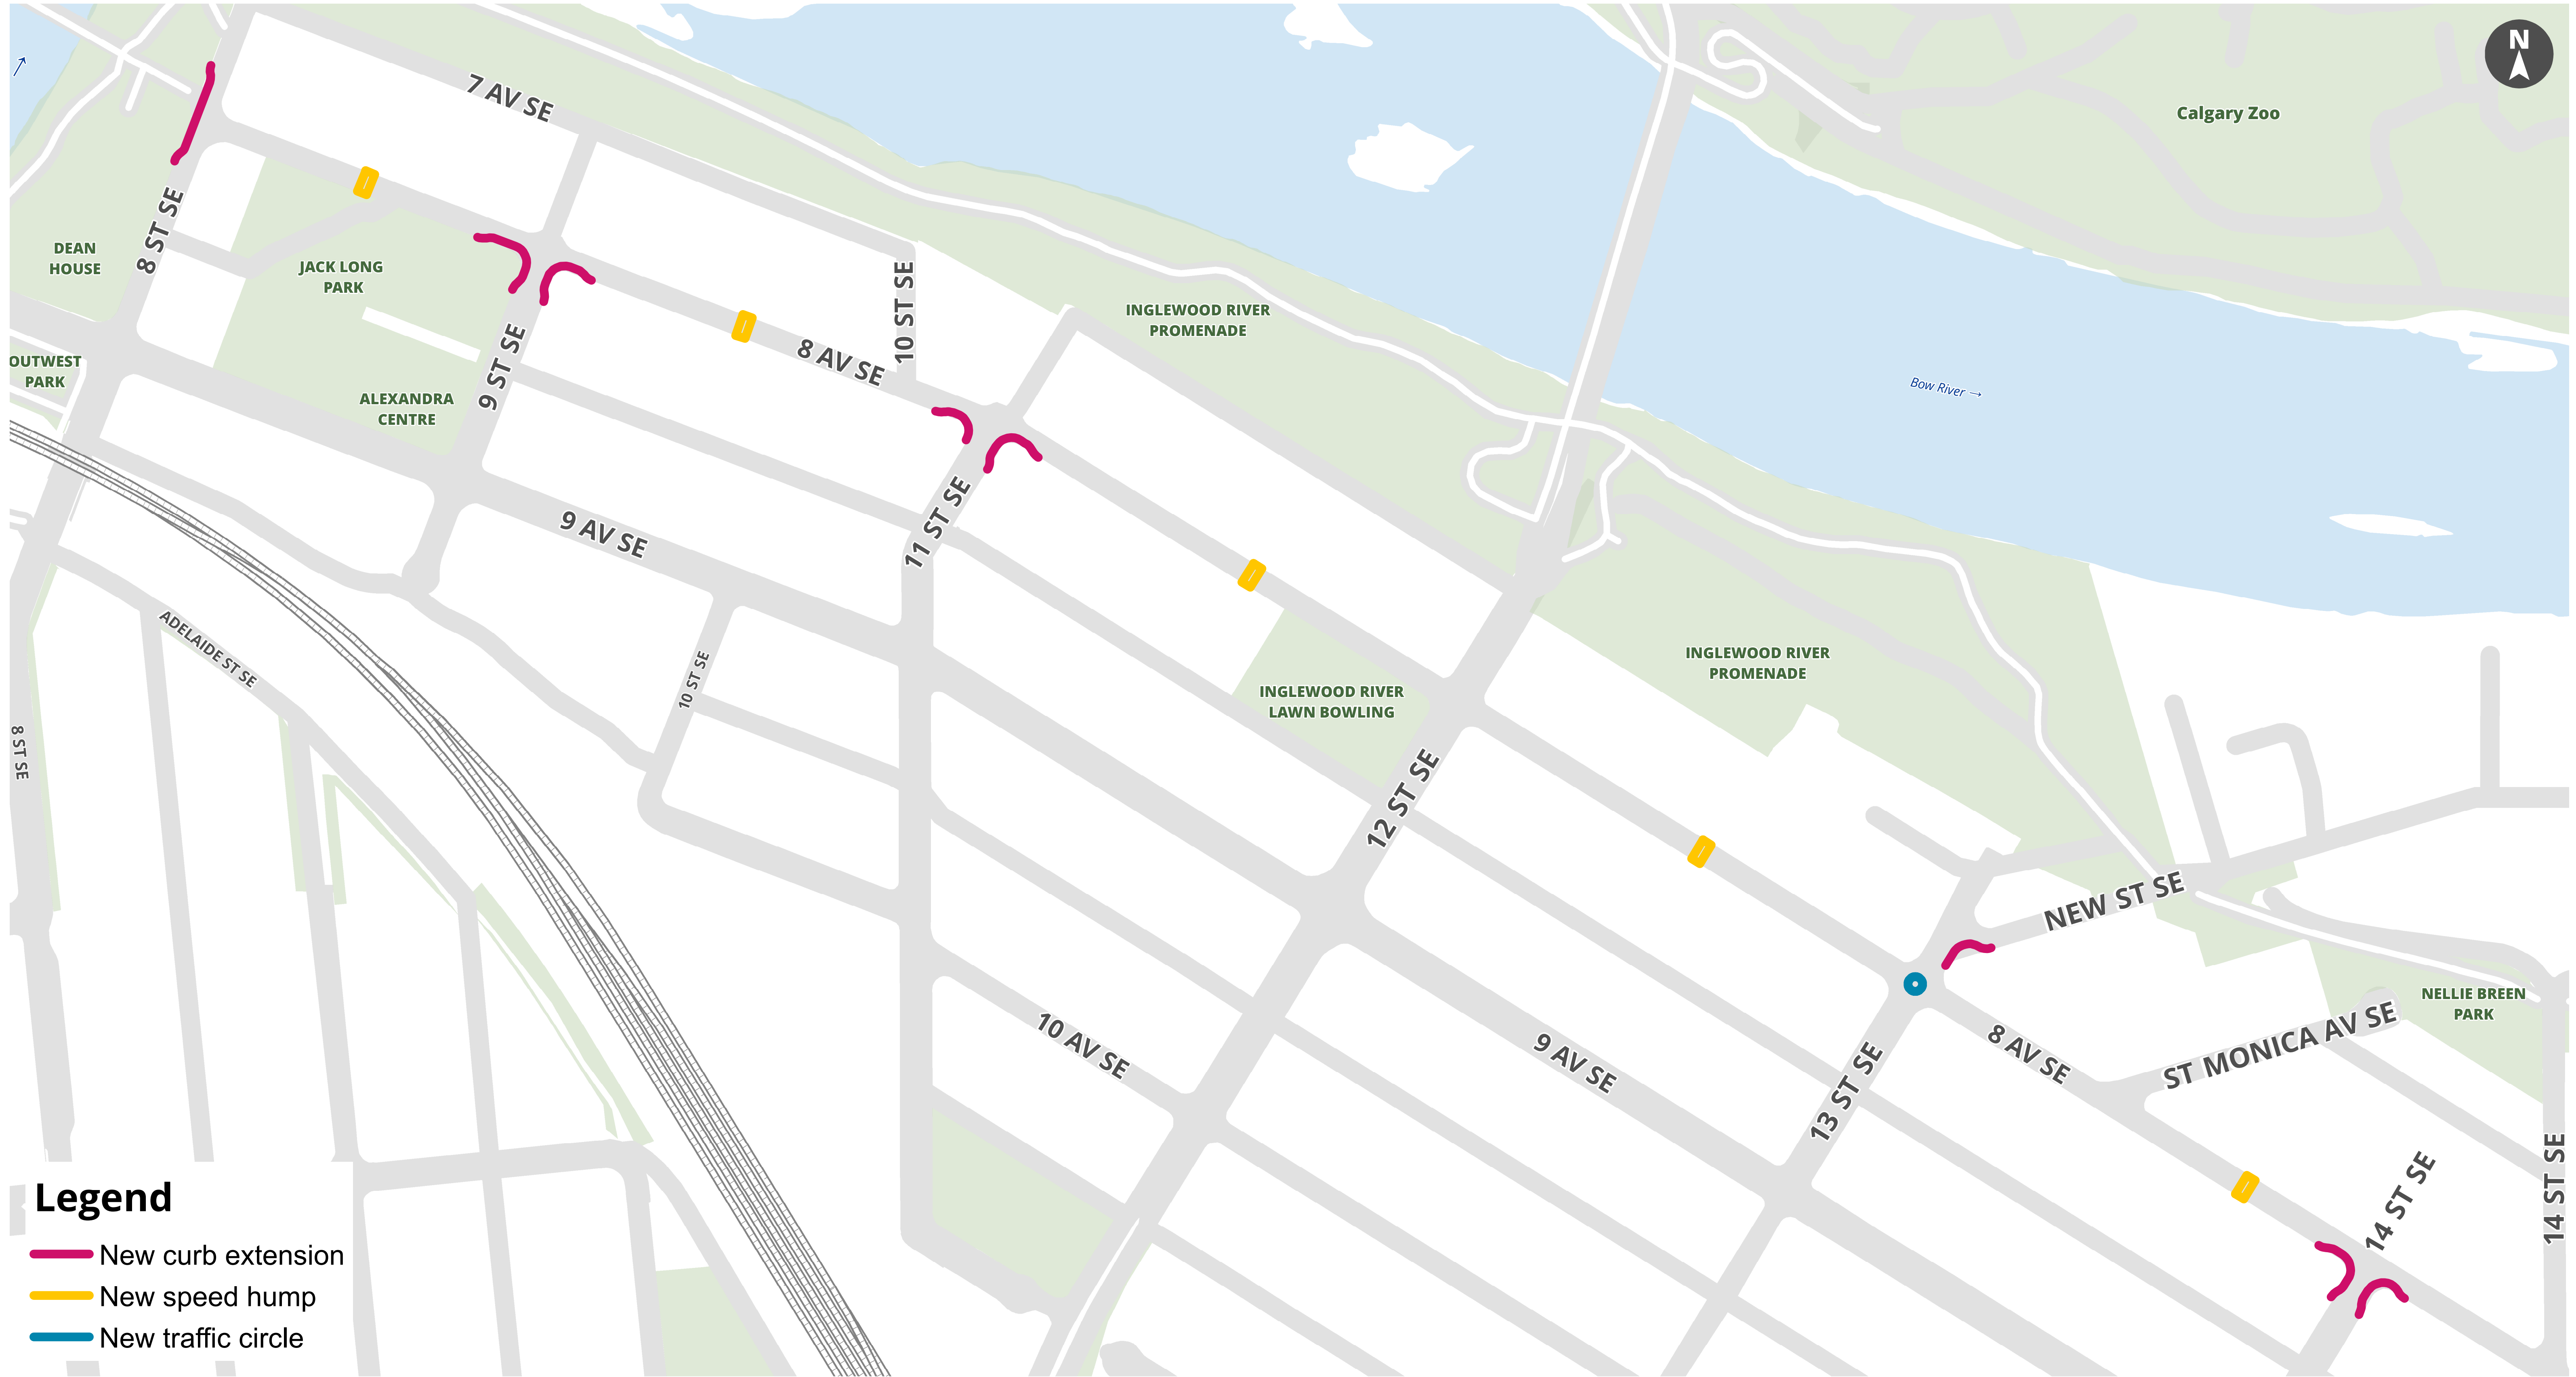 N
7 AV SE
Calgary Zoo
8 ST SE
DEAN
HOUSE
JACK LONG
PARK
10 ST SE
INGLEWOOD RIVER
PROMENADE
9 ST SE
8 AV SE
OUTWEST
PARK
ALEXANDRA
CENTRE
Bow River →
11 ST SE
9 AV SE
ADELAIDE ST SE
10 ST SE
INGLEWOOD RIVER
PROMENADE
INGLEWOOD RIVER
LAWN BOWLING
8 ST SE
12 ST SE
NEW ST SE
NELLIE BREEN
PARK
10 AV SE
9 AV SE
8 AV SE
ST MONICA AV SE
13 ST SE
14 ST SE
14 ST SE
Legend
New curb extension
New speed hump
New traffic circle